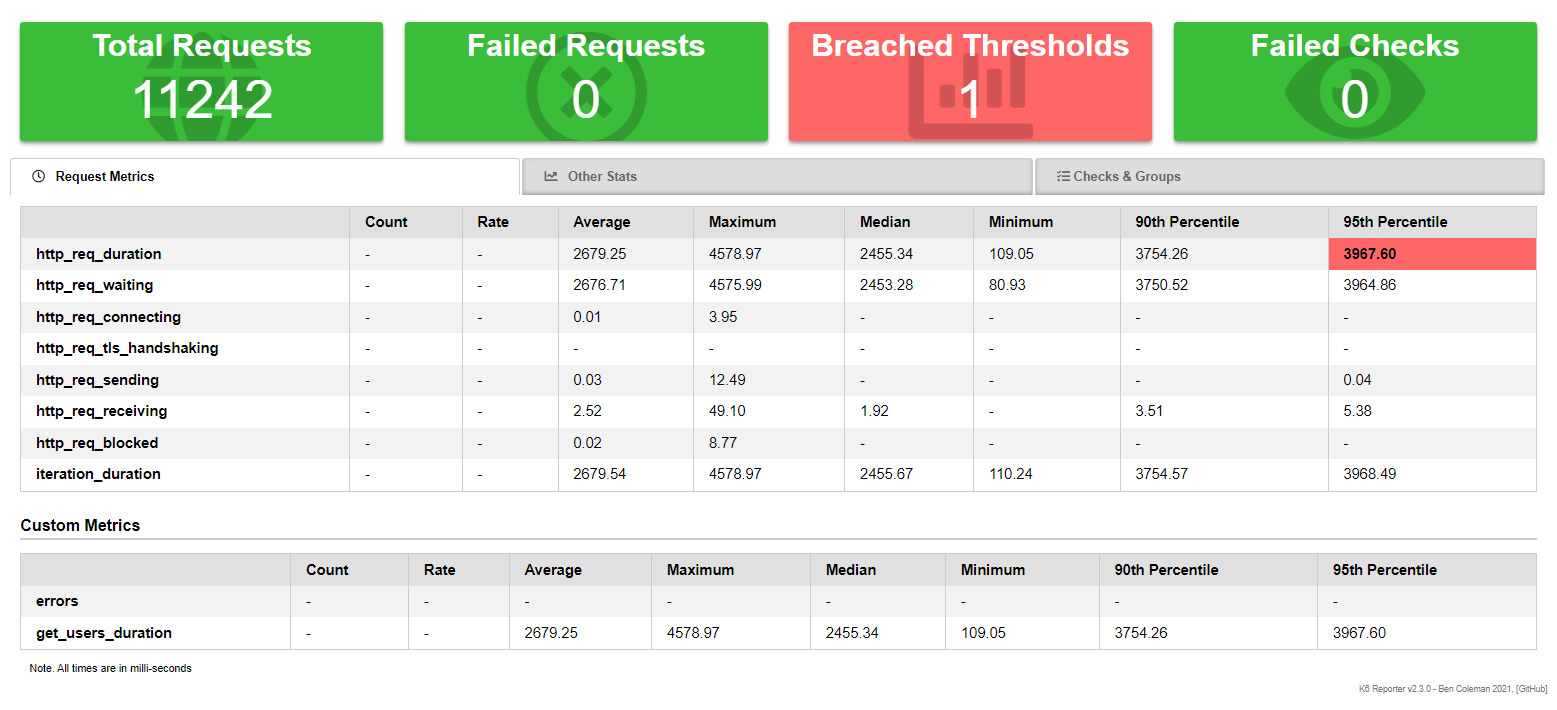 Total Requests Failed Requests Breached Thresholds Failed Checks
11242 0 1 0
Request Metrics Other Stats Checks & Groups
Count Rate Average Maximum Median Minimum 90th Percentile 95th Percentile
http_req_duration - - 2679.25 4578.97 2455.34 109.05 3754.26 3967.60
http_req_waiting - - 2676.71 4575.99 2453.28 80.93 3750.52 3964.86
http_req_connecting - - 0.01 3.95 - - - -
http_req_tls_handshaking - - - - - - - -
http_req_sending - - 0.03 12.49 - - - 0.04
http_req_receiving - - 2.52 49.10 1.92 - 3.51 5.38
http_req_blocked - - 0.02 8.77 - - - -
iteration_duration - - 2679.54 4578.97 2455.67 110.24 3754.57 3968.49
Custom Metrics
Count Rate Average Maximum Median Minimum 90th Percentile 95th Percentile
errors - - - - - - - -
get_users_duration - - 2679.25 4578.97 2455.34 109.05 3754.26 3967.60
Note. All times are in milli-seconds
K6 Reporter v2.3.0 - Ben Coleman 2021, [GitHub]